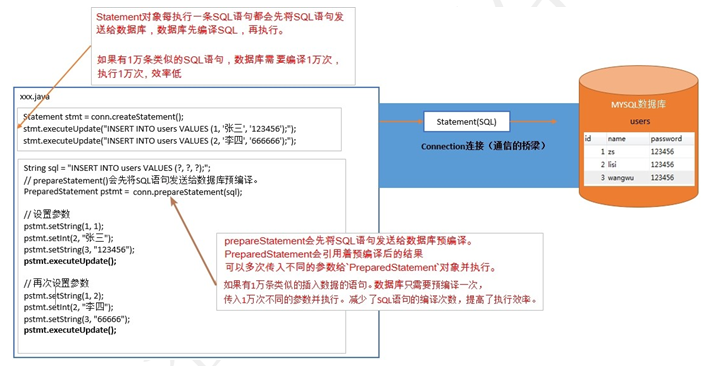 Statement对象每执行一条SQL语句都会先将SQL语句发
送给数据库，数据库先编译SQL，再执行。
如果有1万条类似的SQL语句，数据库需要编译1万次，
执行1万次，效率低
xxx.java
Statement stmt = conn.createStatement();
stmt.executeUpdate("INSERT INTO users VALUES (1, '张三', '123456');");
stmt.executeUpdate("INSERT INTO users VALUES (2, '李四', '666666');");
String sql = "INSERT INTO users VALUES (?, ?, ?);";
// prepareStatement()会先将SQL语句发送给数据库预编译。
PreparedStatement pstmt = conn.prepareStatement(sql);
// 设置参数
pstmt.setString(1, 1);
pstmt.setInt(2, "张三");
pstmt.setString(3, "123456");
pstmt.executeUpdate();
// 再次设置参数
pstmt.setString(1, 2);
pstmt.setInt(2, "李四");
pstmt.setString(3, "66666");
pstmt.executeUpdate();
prepareStatement会先将SQL语句发送给数据库预编译。
PreparedStatement会引用着预编译后的结果
可以多次传入不同的参数给`PreparedStatement`对象并执行。
如果有1万条类似的插入数据的语句。数据库只需要预编译一次，
传入1万次不同的参数并执行。减少了SQL语句的编译次数，提高了执行效率。
Statement(SQL)
Connection连接（通信的桥梁）
MYSQL数据库
users
id name password
1 zs 123456
2 lisi 123456
3 wangwu 123456